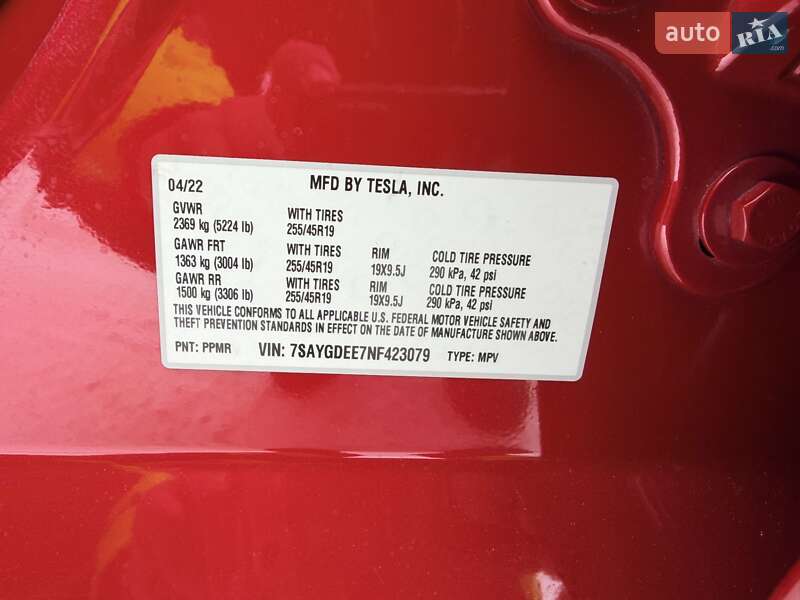 auto RIA.com
04/22 MFD BY TESLA, INC.
GVWR WITH TIRES
2369 kg (5224 lb) 255/45R19
GAWR FRT WITH TIRES RIM COLD TIRE PRESSURE
1363 kg (3004 lb) 255/45R19 19X9.5J 290 kPa, 42 psi
GAWR RR WITH TIRES RIM COLD TIRE PRESSURE
1500 kg (3306 lb) 255/45R19 19X9.5J 290 kPa, 42 psi
THIS VEHICLE CONFORMS TO ALL APPLICABLE U.S. FEDERAL MOTOR VEHICLE SAFETY AND
THEFT PREVENTION STANDARDS IN EFFECT ON THE DATE OF MANUFACTURE SHOWN ABOVE.
PNT: PPMR VIN: 7SAYGDEE7NF423079 TYPE: MPV